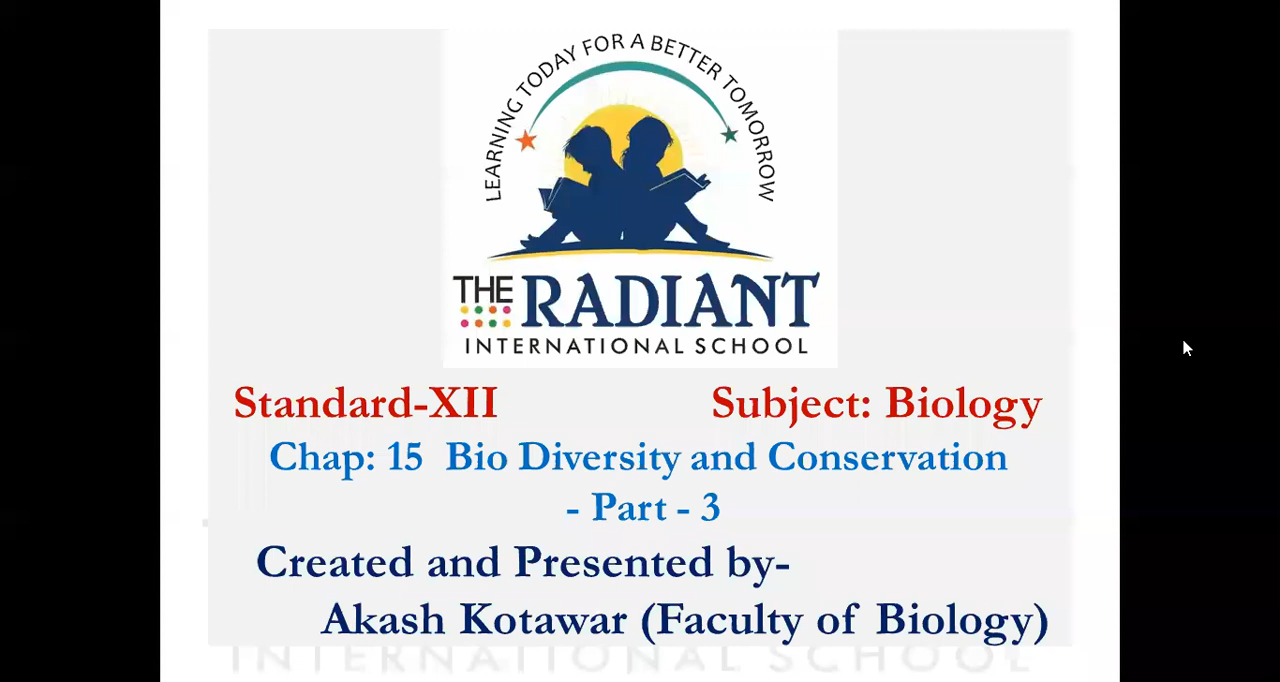 LEARNING TODAY FOR A BETTER TOMORROW
THE RADIANT
INTERNATIONAL SCHOOL
Standard-XII Subject: Biology
Chap: 15 Bio Diversity and Conservation
- Part - 3
Created and Presented by-
Akash Kotawar (Faculty of Biology)
INTERNATIONAL SCHOOL